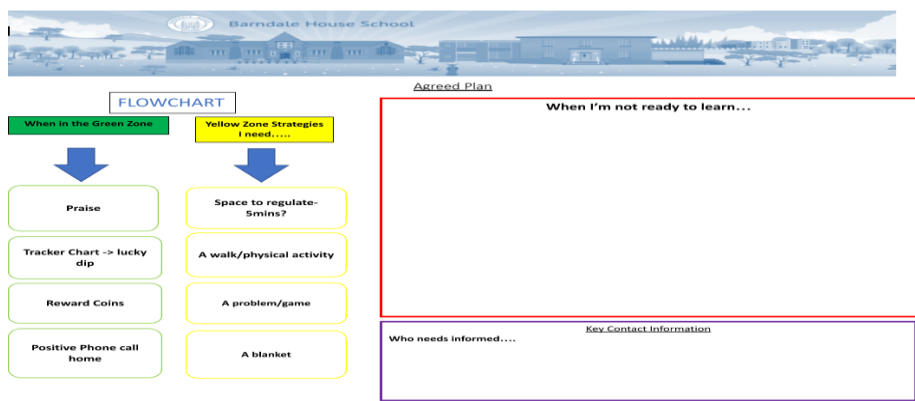 Barndale House School
Agreed Plan
FLOWCHART
When in the Green Zone
Praise
Tracker Chart -> lucky
dip
Reward Coins
Positive Phone call
home
Yellow Zone Strategies
I need.....
Space to regulate-
5mins?
A walk/physical activity
A problem/game
A blanket
When I'm not ready to learn...
Key Contact Information
Who needs informed....